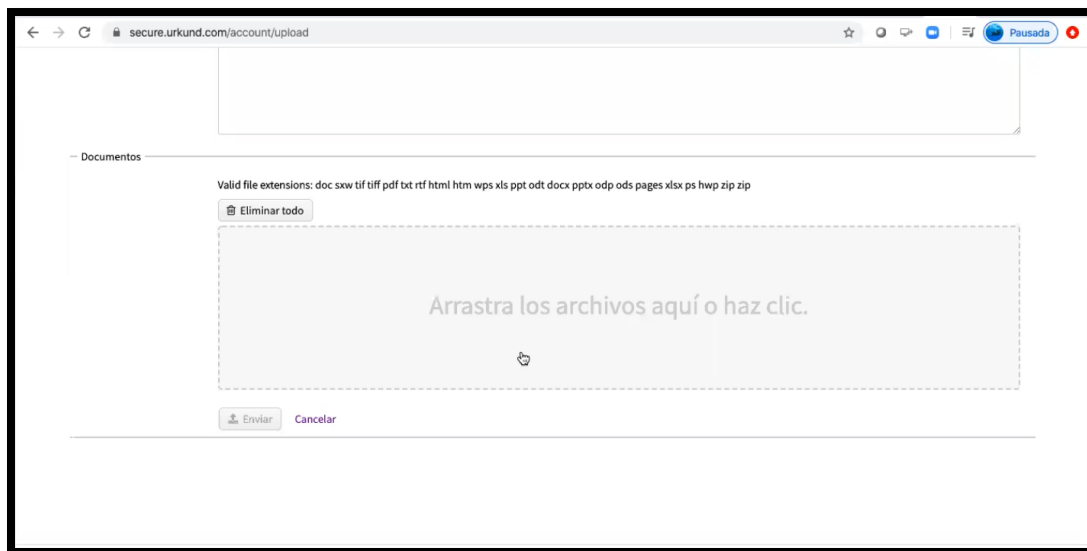 secure.urkund.com/account/upload
Pausada
Documentos
Valid file extensions: doc sxw tif tiff pdf txt rtf html htm wps xls ppt odt docx pptx odp ods pages xlsx ps hwp zip zip
Eliminar todo
Arrastra los archivos aquí o haz clic.
Enviar Cancelar